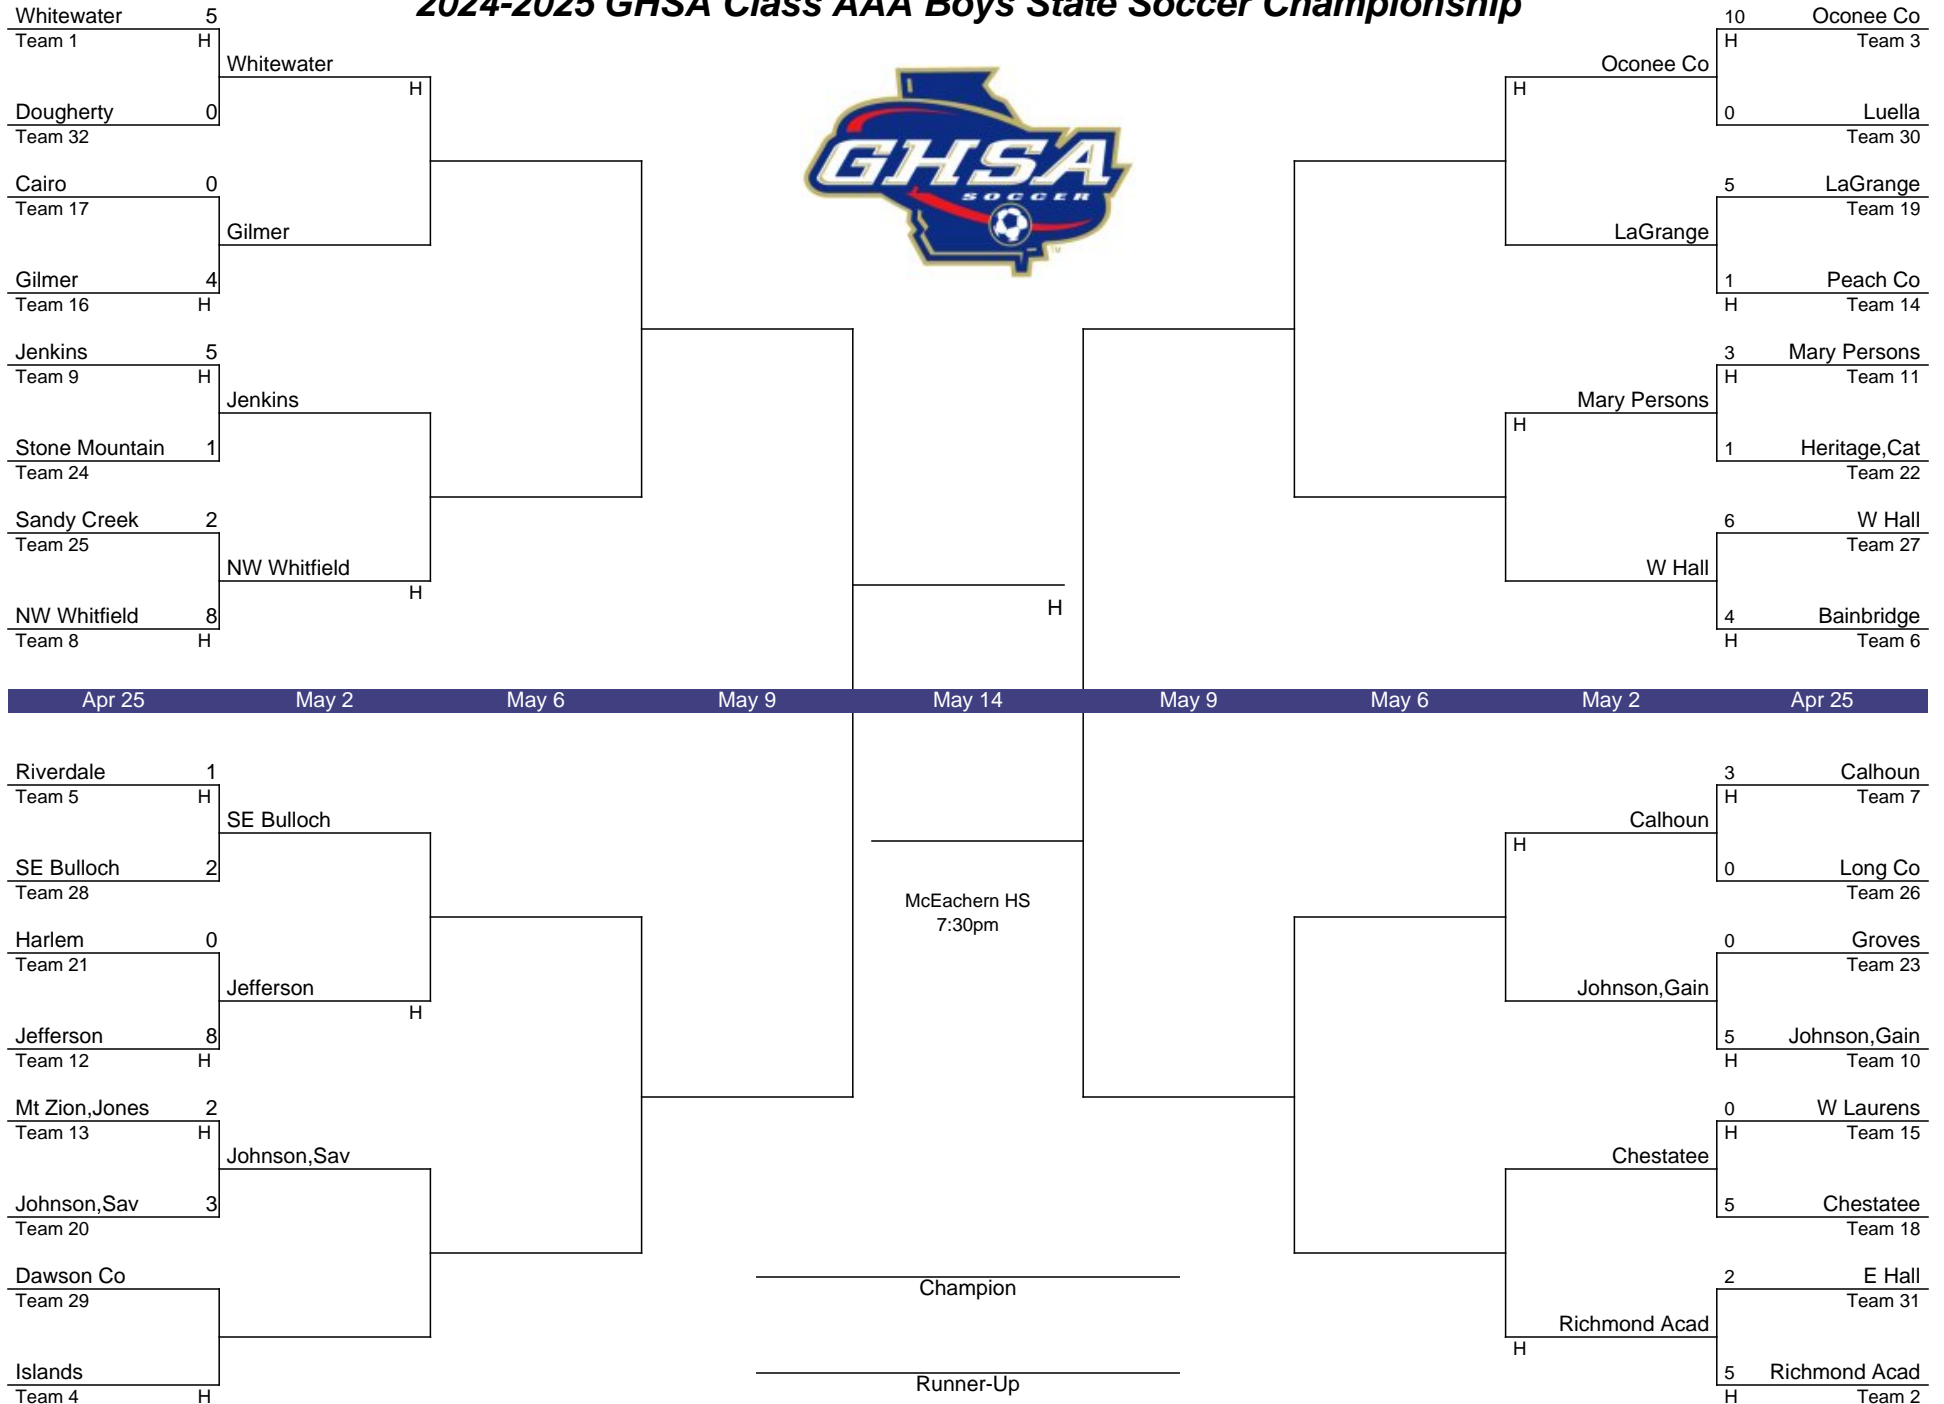 2024-2025 GHSA Class AAA Boys State Soccer Championship
Whitewater 5
Team 1 H
Whitewater
H
Dougherty 0
Team 32
Cairo 0
Team 17
Gilmer
Gilmer 4
Team 16 H
Jenkins 5
Team 9 H
Jenkins
Stone Mountain 1
Team 24
Sandy Creek 2
Team 25
NW Whitfield
H
NW Whitfield 8
Team 8 H
GHSA
SOCCER
TM
H
10 Oconee Co
H Team 3
Oconee Co
H
0 Luella
Team 30
5 LaGrange
Team 19
LaGrange
1 Peach Co
H Team 14
3 Mary Persons
H Team 11
Mary Persons
H
1 Heritage,Cat
Team 22
6 W Hall
Team 27
W Hall
4 Bainbridge
H Team 6
Apr 25 May 2 May 6 May 9 May 14 May 9 May 6 May 2 Apr 25
Riverdale 1
Team 5 H
SE Bulloch
SE Bulloch 2
Team 28
Harlem 0
Team 21
Jefferson
H
Jefferson 8
Team 12 H
Mt Zion,Jones 2
Team 13 H
Johnson,Sav
Johnson,Sav 3
Team 20
Dawson Co
Team 29
Islands
Team 4 H
McEachern HS
7:30pm
Champion
Runner-Up
3 Calhoun
H Team 7
Calhoun
H
0 Long Co
Team 26
0 Groves
Team 23
Johnson,Gain
5 Johnson,Gain
H Team 10
0 W Laurens
H Team 15
Chestatee
5 Chestatee
Team 18
2 E Hall
Team 31
Richmond Acad
H
5 Richmond Acad
H Team 2